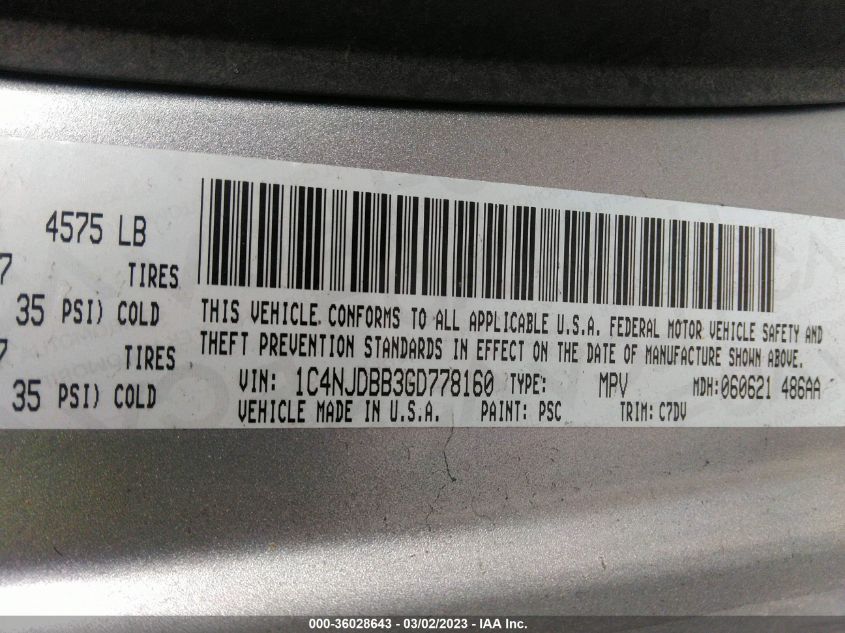 4575 LB
7 TIRES
35 PSI) COLD
7 TIRES
35 PSI) COLD
THIS VEHICLE CONFORMS TO ALL APPLICABLE U.S.A. FEDERAL MOTOR VEHICLE SAFETY AND
THEFT PREVENTION STANDARDS IN EFFECT ON THE DATE OF MANUFACTURE SHOWN ABOVE.
VIN: 1C4NJDBB3GD778160 TYPE: MPV MDH:060621 486AA
VEHICLE MADE IN U.S.A. PAINT: PSC TRIM: C7DV
000-36028643 - 03/02/2023 - IAA Inc.